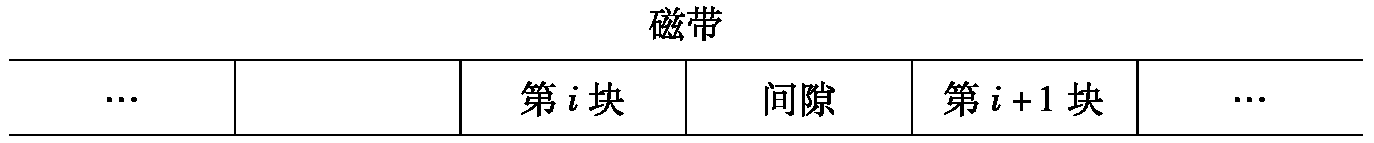 磁带
… 第 i 块 间隙 第 i + 1 块 …